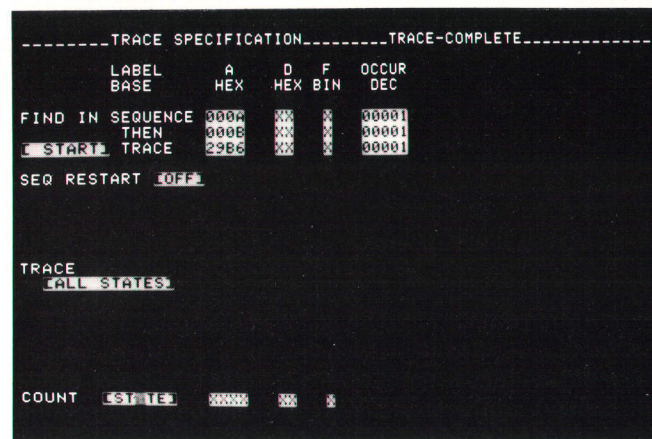 --------TRACE SPECIFICATION--------TRACE-COMPLETE------------
LABEL A D F OCCUR
BASE HEX HEX BIN DEC
FIND IN SEQUENCE 000A XX X 00001
THEN 000B XX X 00001
[ START] TRACE 29B6 XX X 00001
SEQ RESTART [OFF]
TRACE
[ALL STATES]
COUNT [STATE] XXXX XX X